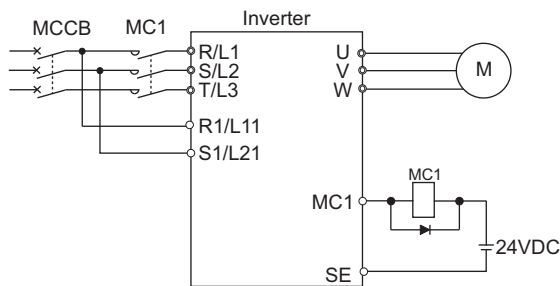 Inverter
MCCB MC1
R/L1
S/L2
T/L3
R1/L11
S1/L21
U
V
W
M
MC1
MC1
24VDC
SE